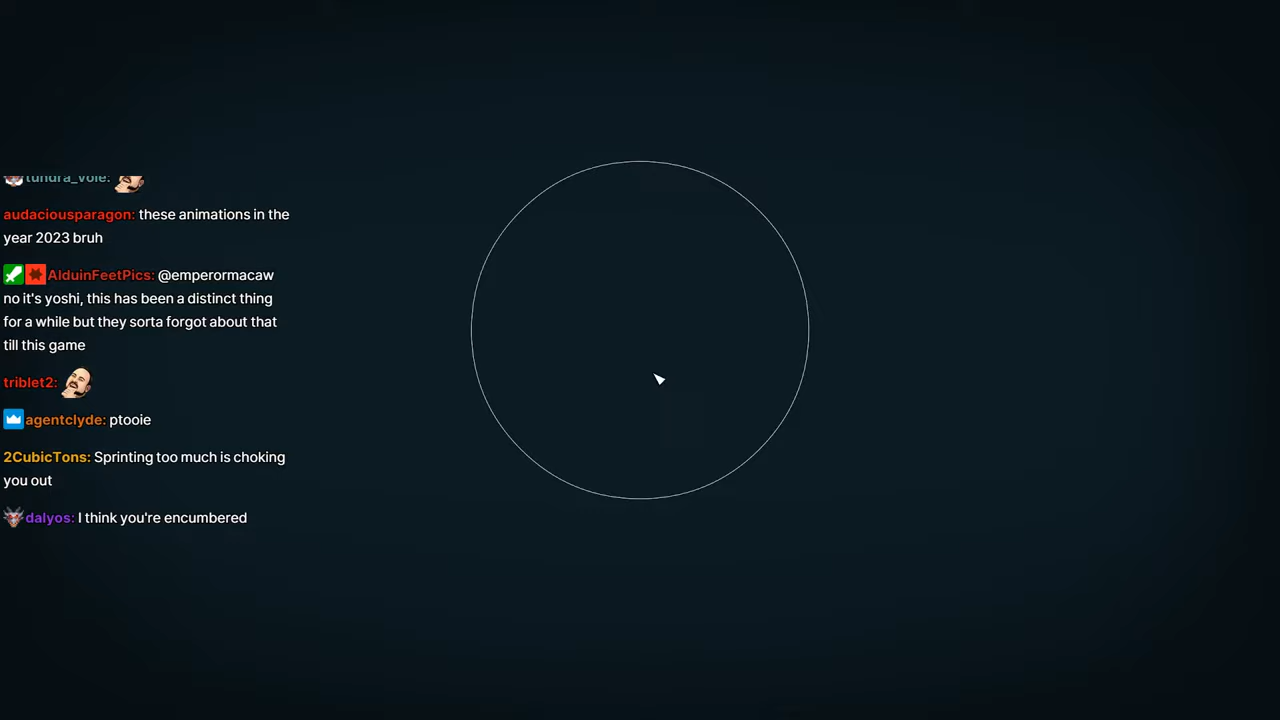 tundra_vole:
audaciousparagon: these animations in the
year 2023 bruh
AlduinFeetPics: @emperormacaw
no it's yoshi, this has been a distinct thing
for a while but they sorta forgot about that
till this game
triblet2:
agentclyde: ptooie
2CubicTons: Sprinting too much is choking
you out
dalyos: I think you're encumbered